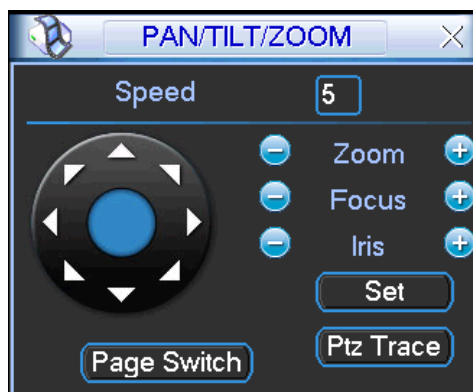 PAN/TILT/ZOOM
Speed 5
Zoom
Focus
Iris
Set
Ptz Trace
Page Switch